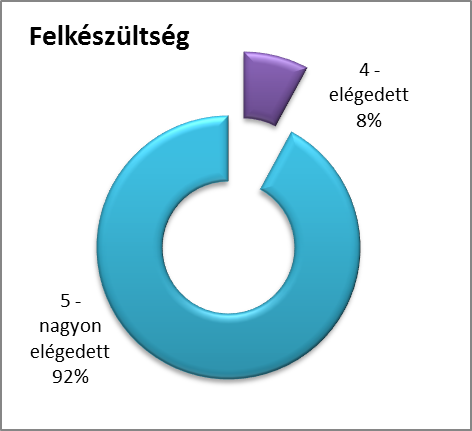 Felkészültség
4 -
elégedett
8%
5 -
nagyon
elégedett
92%